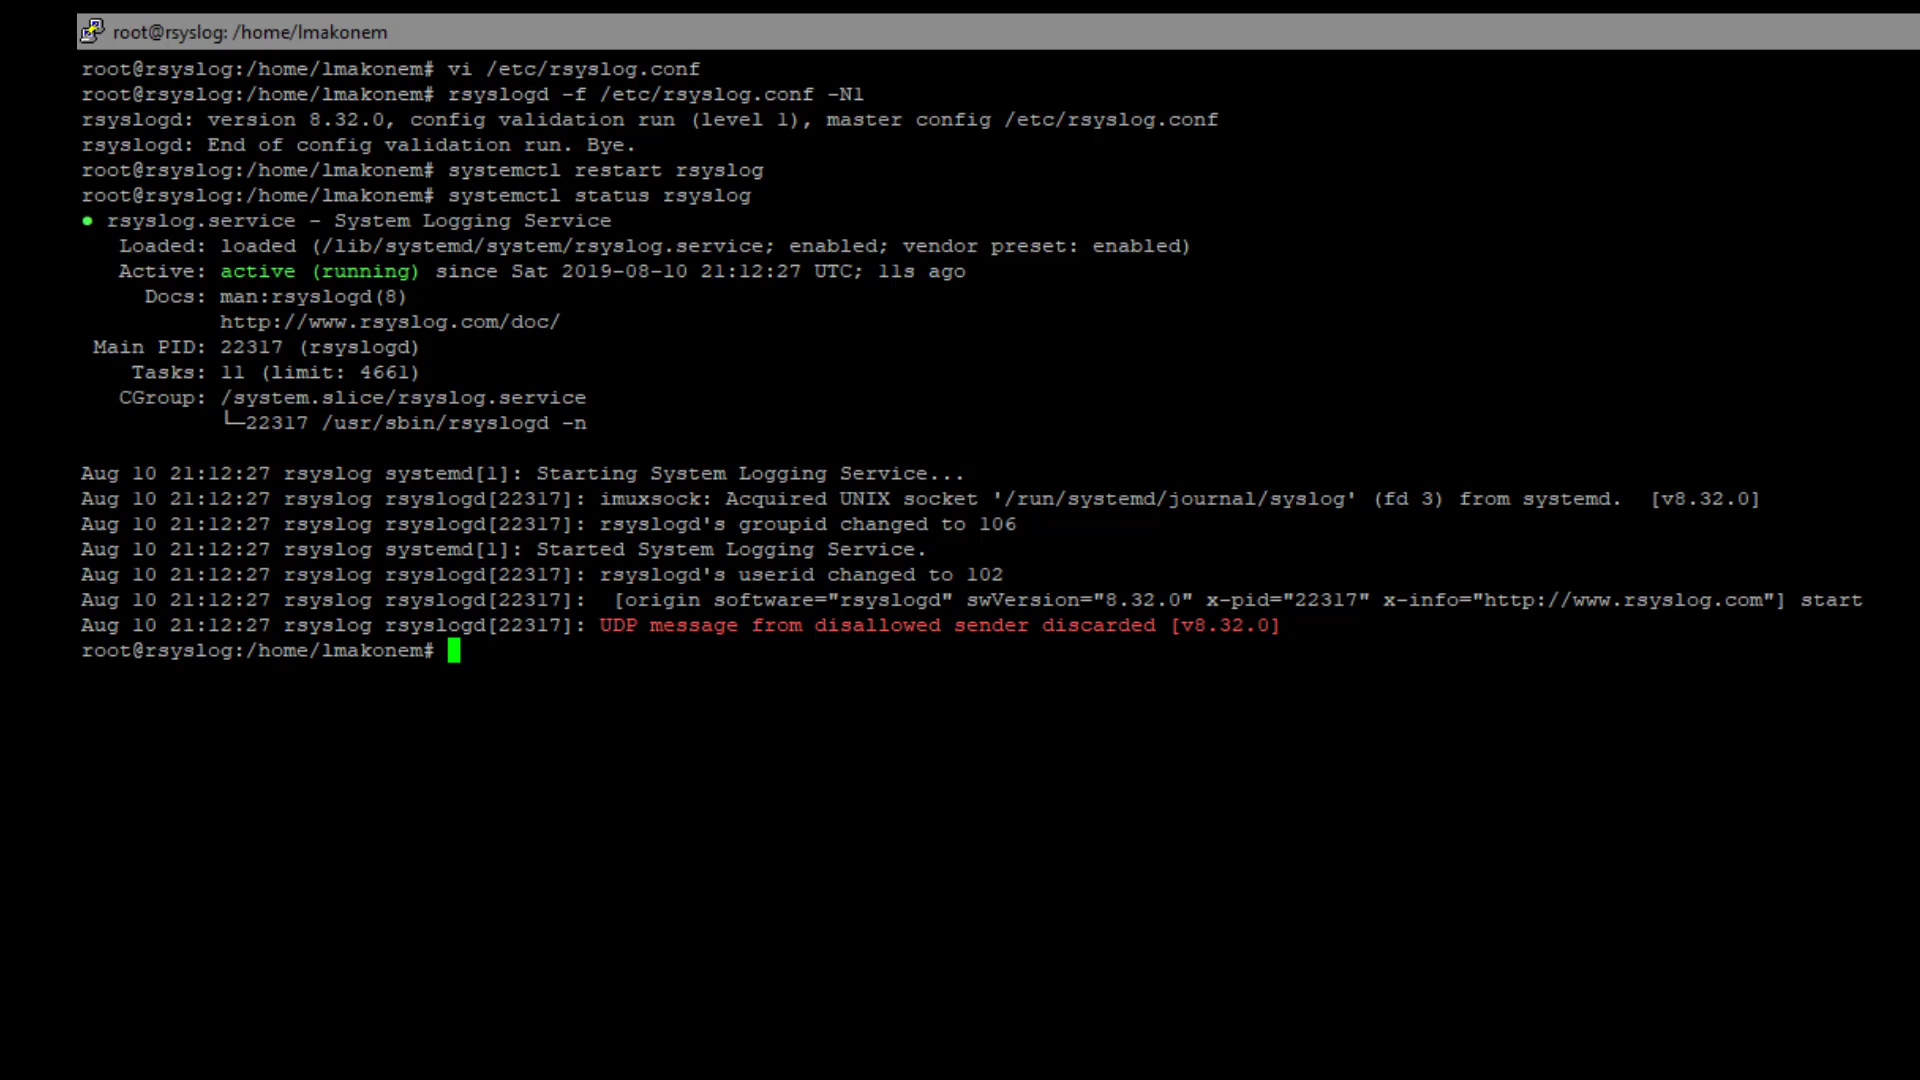 root@rsyslog: /home/lmakonem
root@rsyslog:/home/lmakonem# vi /etc/rsyslog.conf
root@rsyslog:/home/lmakonem# rsyslogd -f /etc/rsyslog.conf -N1
rsyslogd: version 8.32.0, config validation run (level 1), master config /etc/rsyslog.conf
rsyslogd: End of config validation run. Bye.
root@rsyslog:/home/lmakonem# systemctl restart rsyslog
root@rsyslog:/home/lmakonem# systemctl status rsyslog
● rsyslog.service - System Logging Service
Loaded: loaded (/lib/systemd/system/rsyslog.service; enabled; vendor preset: enabled)
Active: active (running) since Sat 2019-08-10 21:12:27 UTC; 11s ago
Docs: man:rsyslogd(8)
http://www.rsyslog.com/doc/
Main PID: 22317 (rsyslogd)
Tasks: 11 (limit: 4661)
CGroup: /system.slice/rsyslog.service
└─22317 /usr/sbin/rsyslogd -n
Aug 10 21:12:27 rsyslog systemd[1]: Starting System Logging Service...
Aug 10 21:12:27 rsyslog rsyslogd[22317]: imuxsock: Acquired UNIX socket '/run/systemd/journal/syslog' (fd 3) from systemd.  [v8.32.0]
Aug 10 21:12:27 rsyslog rsyslogd[22317]: rsyslogd's groupid changed to 106
Aug 10 21:12:27 rsyslog systemd[1]: Started System Logging Service.
Aug 10 21:12:27 rsyslog rsyslogd[22317]: rsyslogd's userid changed to 102
Aug 10 21:12:27 rsyslog rsyslogd[22317]:  [origin software="rsyslogd" swVersion="8.32.0" x-pid="22317" x-info="http://www.rsyslog.com"] start
Aug 10 21:12:27 rsyslog rsyslogd[22317]: UDP message from disallowed sender discarded [v8.32.0]
root@rsyslog:/home/lmakonem#